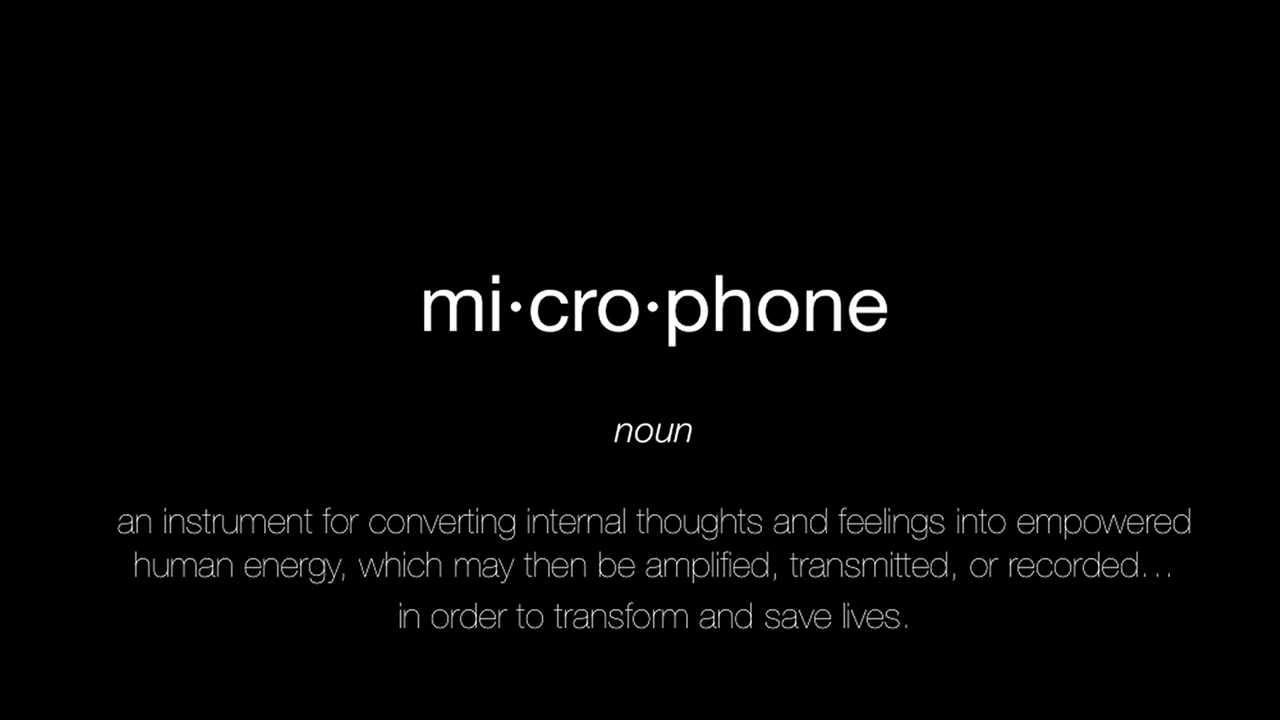 mi·cro·phone
noun
an instrument for converting internal thoughts and feelings into empowered
human energy, which may then be amplified, transmitted, or recorded...
in order to transform and save lives.